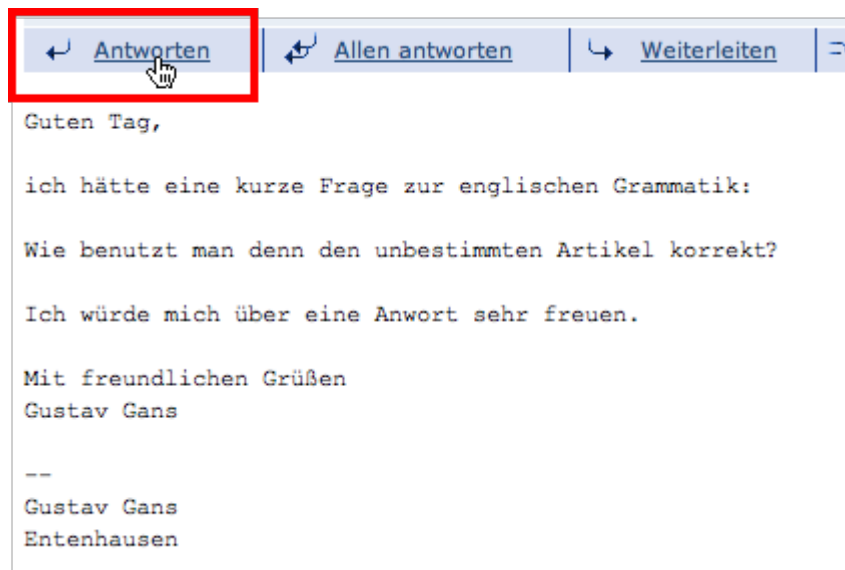 Antworten Allen antworten Weiterleiten
Guten Tag,
ich hätte eine kurze Frage zur englischen Grammatik:
Wie benutzt man denn den unbestimmten Artikel korrekt?
Ich würde mich über eine Anwort sehr freuen.
Mit freundlichen Grüßen
Gustav Gans
--
Gustav Gans
Entenhausen